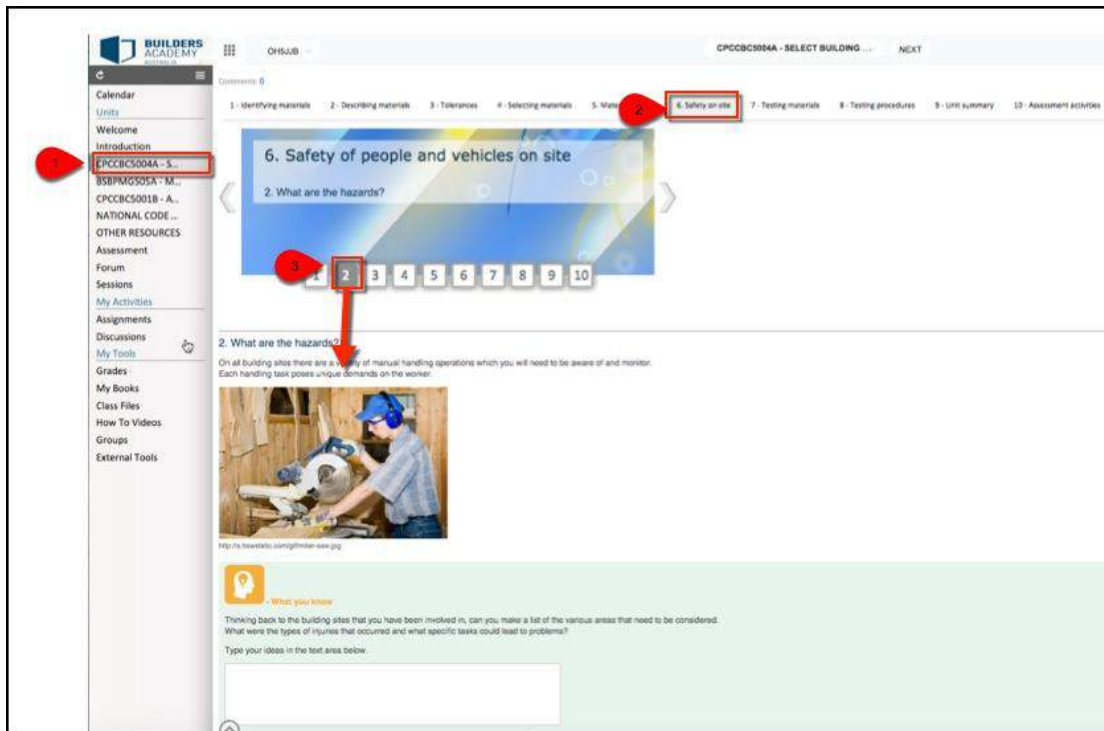 BUILDERS
ACADEMY
AUSTRALIA
OHSJJB
CPCCBC5004A - SELECT BUILDING ...
NEXT
Comments: 0
Calendar
Units
Welcome
Introduction
CPCCBC5004A - S...
BSBPMG505A - M...
CPCCBC5001B - A...
NATIONAL CODE ...
OTHER RESOURCES
Assessment
Forum
Sessions
My Activities
Assignments
Discussions
My Tools
Grades
My Books
Class Files
How To Videos
Groups
External Tools
1
1 - Identifying materials
2 - Describing materials
3 - Tolerances
4 - Selecting materials
2
6. Safety on site
7 - Testing materials
8 - Testing procedures
9 - Unit summary
10 - Assessment activities
6. Safety of people and vehicles on site
2. What are the hazards?
3
1 2 3 4 5 6 7 8 9 10
2. What are the hazards?
On all building sites there are a variety of manual handling operations which you will need to be aware of and monitor.
Each handling task poses unique demands on the worker.
- What you know
Thinking back to the building sites that you have been involved in, can you make a list of the various areas that need to be considered.
What were the types of injuries that occurred and what specific tasks could lead to problems?
Type your ideas in the text area below.